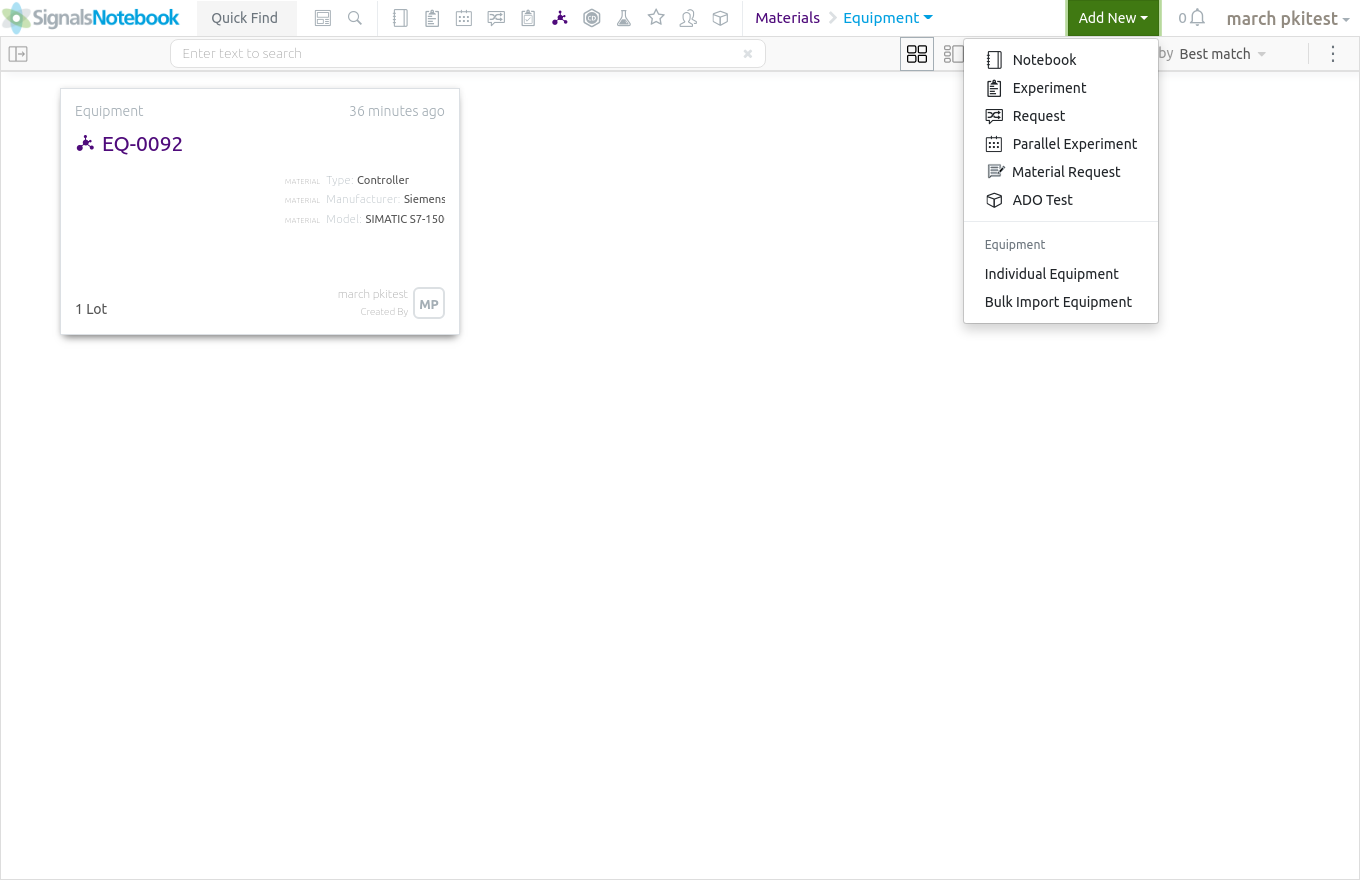 SignalsNotebook
Quick Find
Materials
Equipment
Add New
0
march pkitest
Enter text to search
by Best match
Notebook
Experiment
Request
Parallel Experiment
Material Request
ADO Test
Equipment
Individual Equipment
Bulk Import Equipment
Equipment
36 minutes ago
EQ-0092
MATERIAL Type: Controller
MATERIAL Manufacturer: Siemens
MATERIAL Model: SIMATIC S7-150
march pkitest
Created By
MP
1 Lot